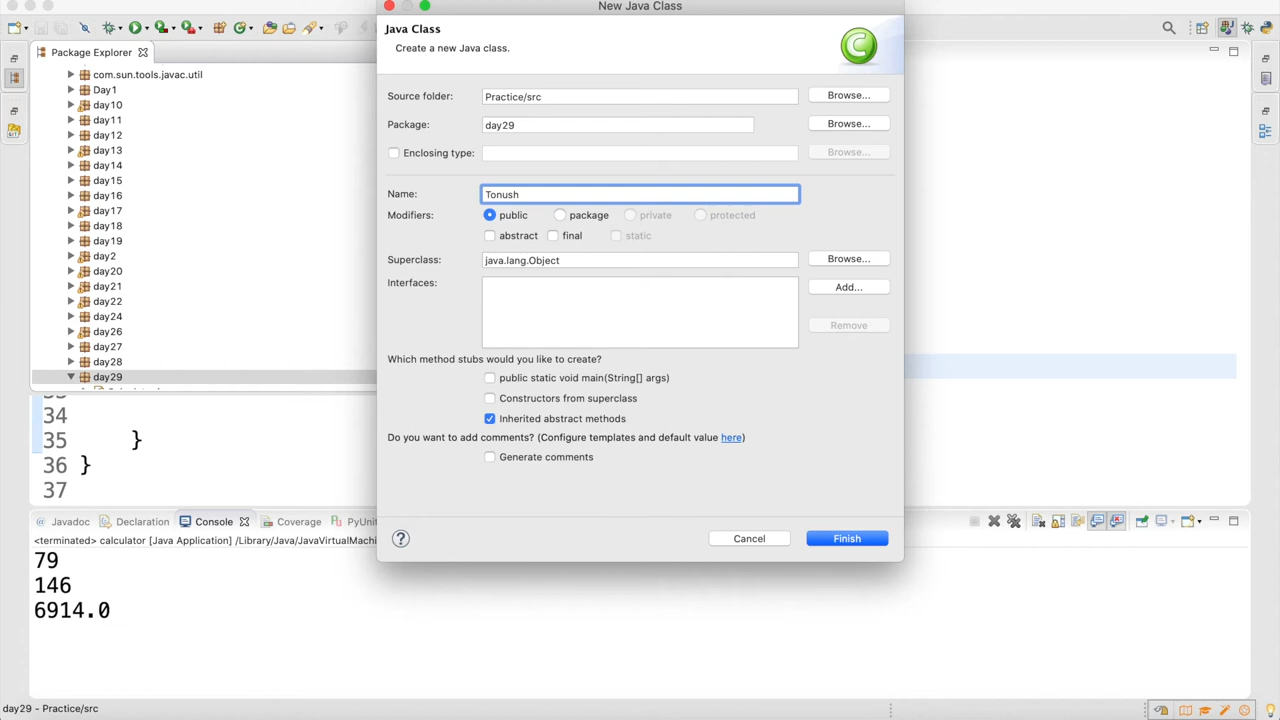 New Java Class
Package Explorer
com.sun.tools.javac.util
Day1
day10
day11
day12
day13
day14
day15
day16
day17
day18
day19
day2
day20
day21
day22
day24
day26
day27
day28
day29
Java Class
Create a new Java class.
Source folder: Practice/src Browse...
Package: day29 Browse...
Enclosing type: Browse...
Name: Tonush
Modifiers: public package private protected
abstract final static
Superclass: java.lang.Object Browse...
Interfaces: Add...
Remove
Which method stubs would you like to create?
public static void main(String[] args)
Constructors from superclass
Inherited abstract methods
Do you want to add comments? (Configure templates and default value here)
Generate comments
Cancel Finish
34
35 }
36 }
37
@ Javadoc Declaration Console Coverage PyUnit
<terminated> calculator [Java Application] /Library/Java/JavaVirtualMachi
79
146
6914.0
day29 - Practice/src